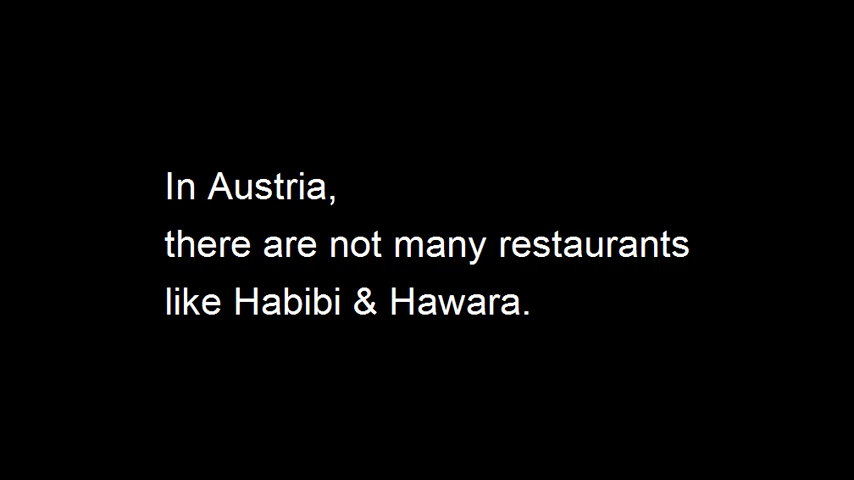 In Austria,
there are not many restaurants
like Habibi & Hawara.